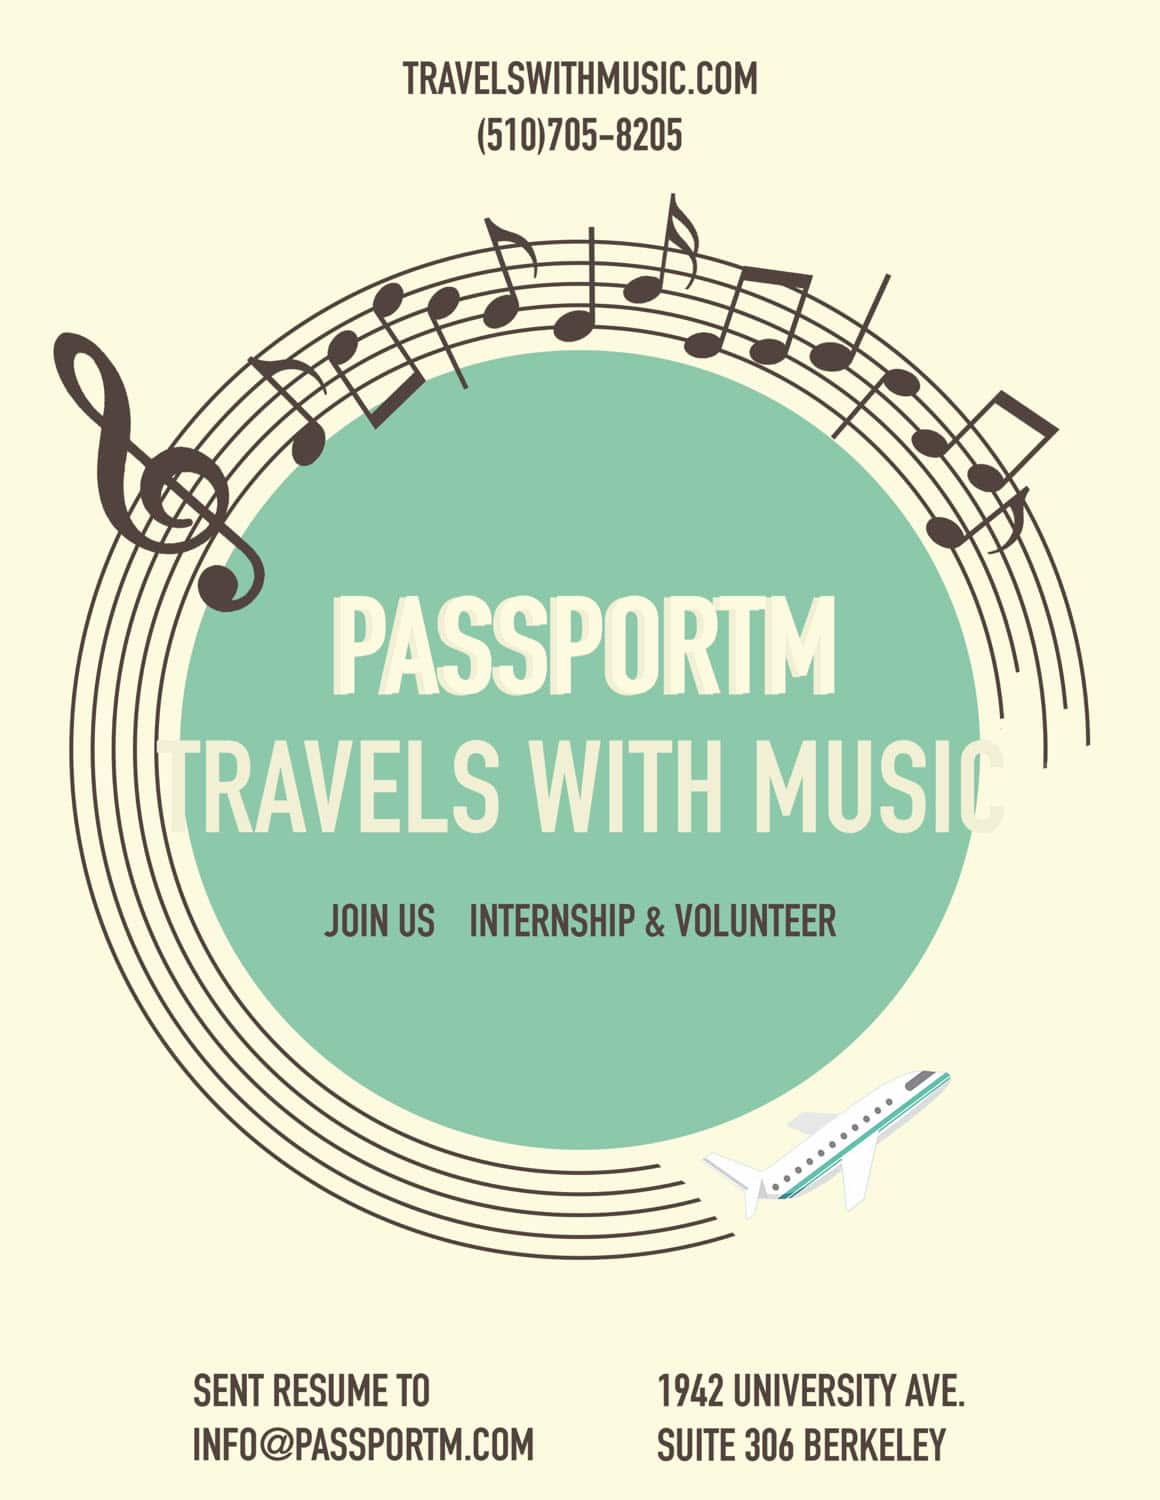 TRAVELSWITHMUSIC.COM
(510)705-8205
PASSPORTM
TRAVELS WITH MUSIC
JOIN US INTERNSHIP & VOLUNTEER
SENT RESUME TO
INFO@PASSPORTM.COM
1942 UNIVERSITY AVE.
SUITE 306 BERKELEY